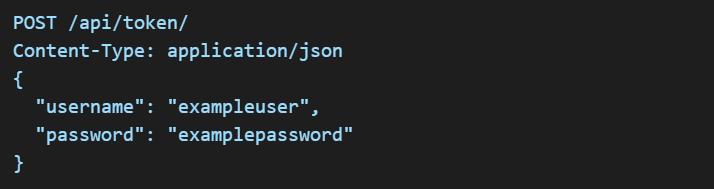 POST /api/token/
Content-Type: application/json
{
  "username": "exampleuser",
  "password": "examplepassword"
}